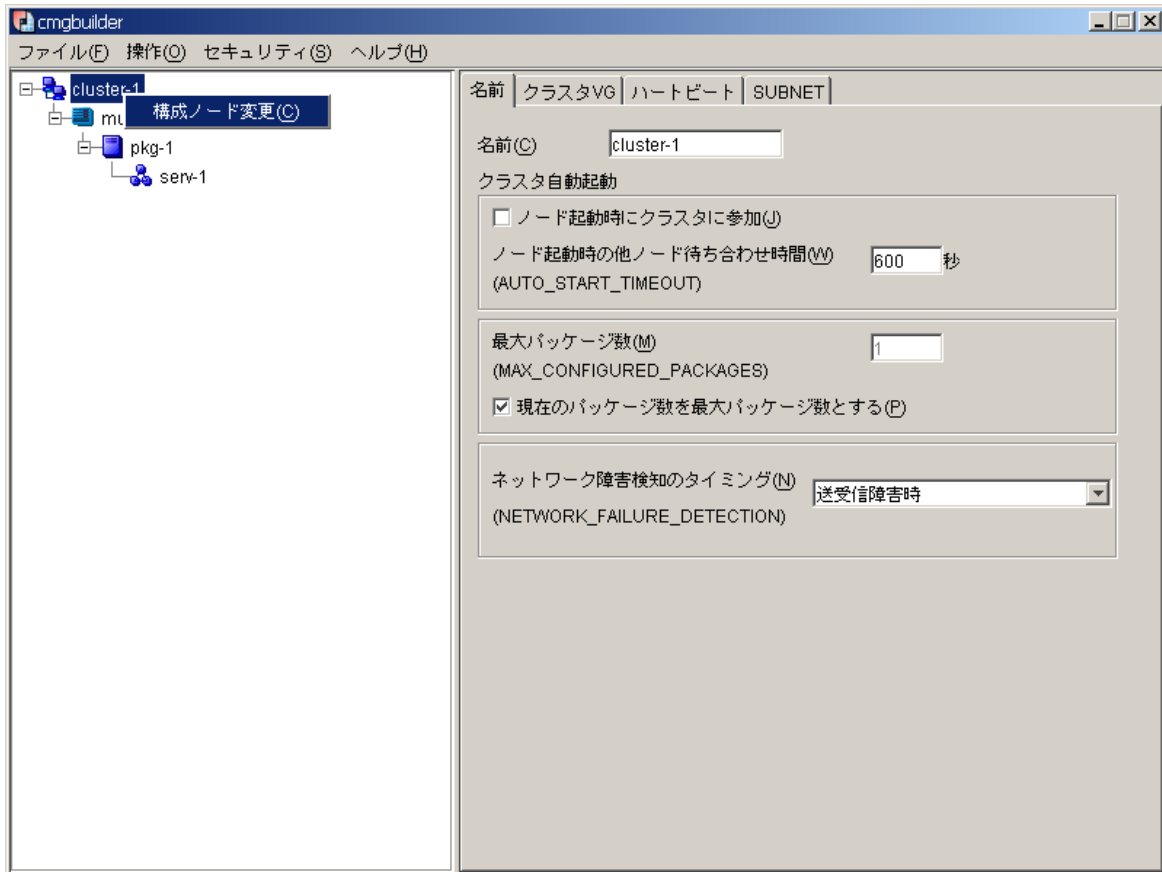 cmgbuilder
ファイル(F) 操作(O) セキュリティ(S) ヘルプ(H)
cluster-1
構成ノード変更(C)
mu
pkg-1
serv-1
名前 クラスタVG ハートビート SUBNET
名前(C) cluster-1
クラスタ自動起動
ノード起動時にクラスタに参加(J)
ノード起動時の他ノード待ち合わせ時間(W) 600 秒
(AUTO_START_TIMEOUT)
最大パッケージ数(M) 1
(MAX_CONFIGURED_PACKAGES)
現在のパッケージ数を最大パッケージ数とする(P)
ネットワーク障害検知のタイミング(N) 送受信障害時
(NETWORK_FAILURE_DETECTION)